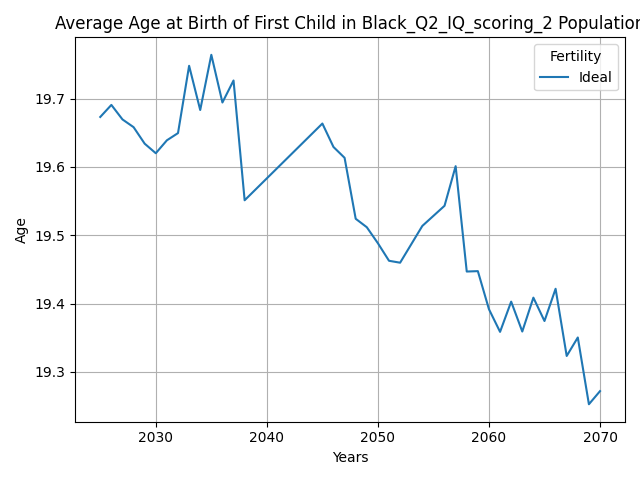 Average Age at Birth of First Child in Black_Q2_IQ_scoring_2 Population
Fertility
Ideal
19.7
19.6
19.5
19.4
19.3
Age
2030 2040 2050 2060 2070
Years